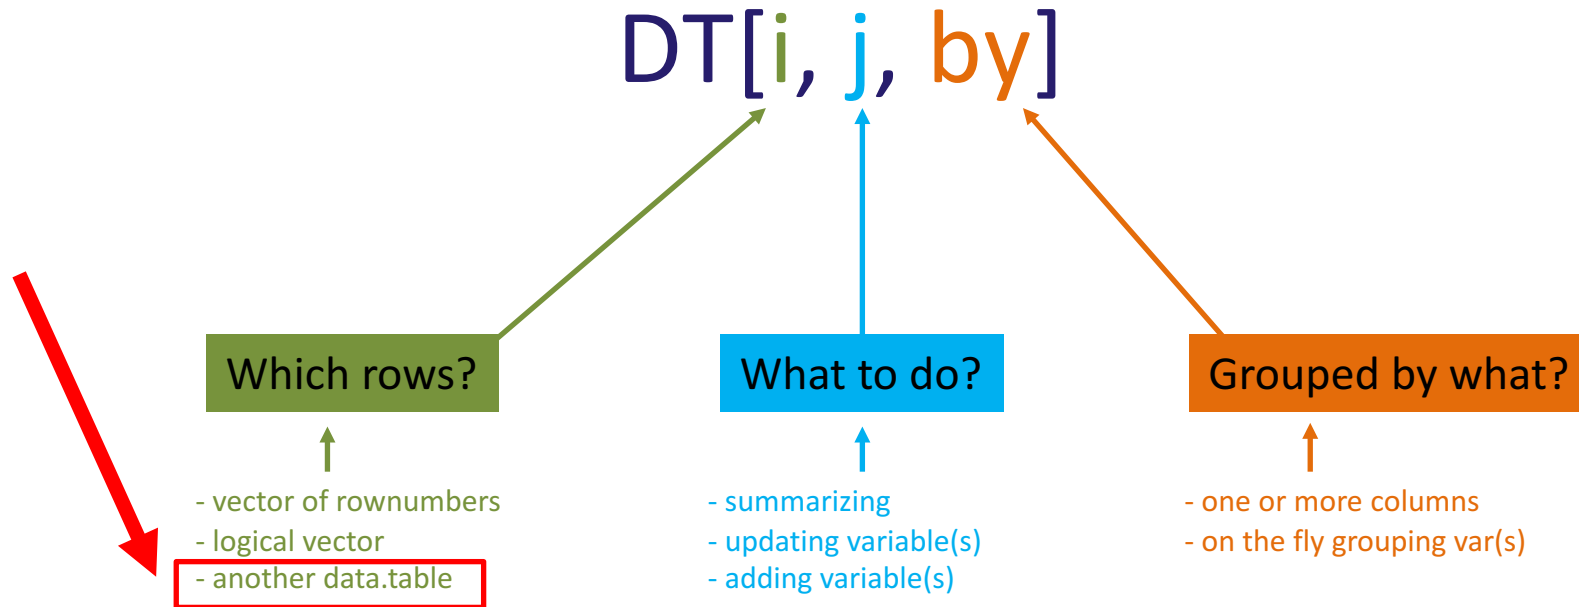 DT[i, j, by]
Which rows?
- vector of rownumbers
- logical vector
- another data.table
What to do?
- summarizing
- updating variable(s)
- adding variable(s)
Grouped by what?
- one or more columns
- on the fly grouping var(s)